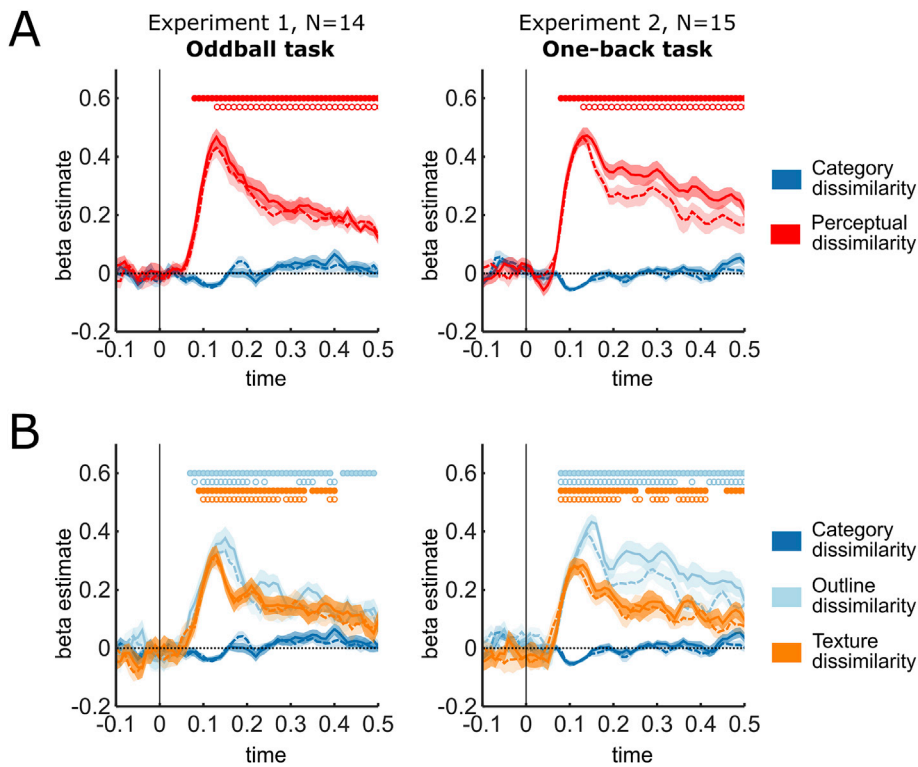 A
Experiment 1, N=14
Oddball task
Experiment 2, N=15
One-back task
beta estimate
0.6
0.4
0.2
0
-0.2
-0.1 0 0.1 0.2 0.3 0.4 0.5
time
beta estimate
0.6
0.4
0.2
0
-0.2
-0.1 0 0.1 0.2 0.3 0.4 0.5
time
Category
dissimilarity
Perceptual
dissimilarity
B
beta estimate
0.6
0.4
0.2
0
-0.2
-0.1 0 0.1 0.2 0.3 0.4 0.5
time
beta estimate
0.6
0.4
0.2
0
-0.2
-0.1 0 0.1 0.2 0.3 0.4 0.5
time
Category
dissimilarity
Outline
dissimilarity
Texture
dissimilarity